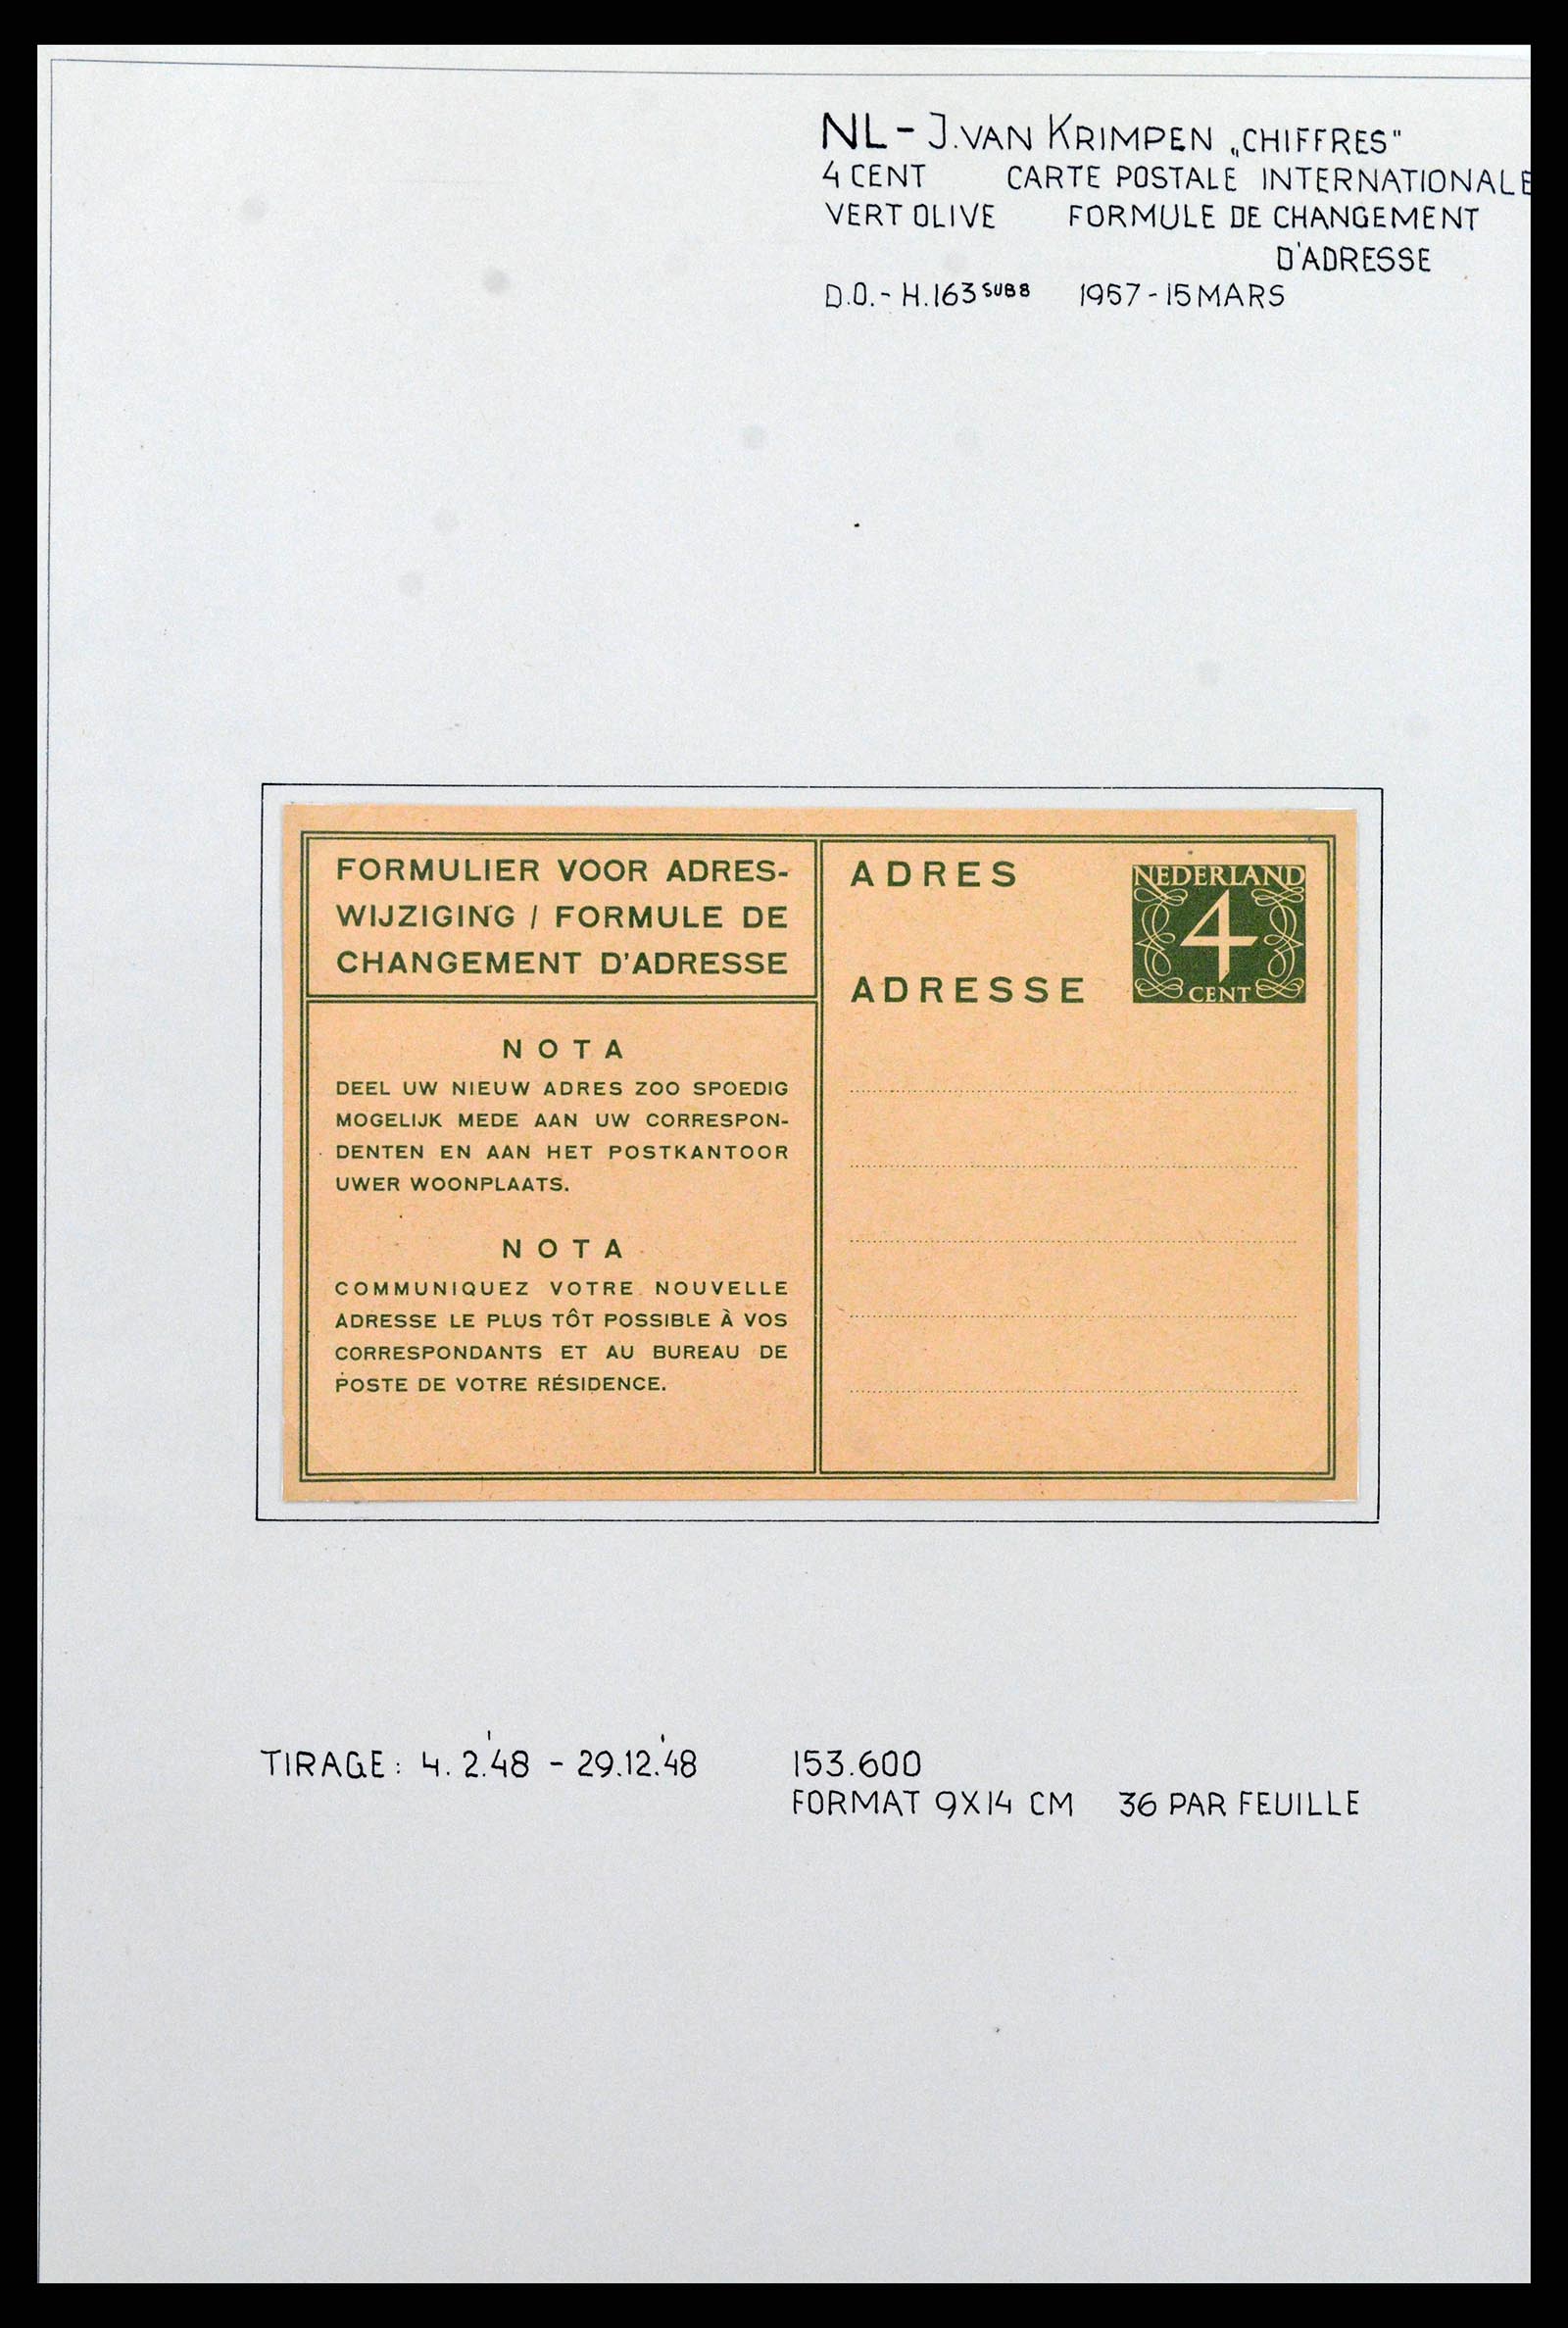 NL - J. VAN KRIMPEN „CHIFFRES"
4 CENT CARTE POSTALE INTERNATIONALE
VERT OLIVE FORMULE DE CHANGEMENT
D'ADRESSE
D.O. - H.163 SUB 8 1957 - 15 MARS
FORMULIER VOOR ADRES-
WIJZIGING / FORMULE DE
CHANGEMENT D'ADRESSE
NOTA
DEEL UW NIEUW ADRES ZOO SPOEDIG
MOGELIJK MEDE AAN UW CORRESPON-
DENTEN EN AAN HET POSTKANTOOR
UWER WOONPLAATS.
NOTA
COMMUNIQUEZ VOTRE NOUVELLE
ADRESSE LE PLUS TÔT POSSIBLE À VOS
CORRESPONDANTS ET AU BUREAU DE
POSTE DE VOTRE RÉSIDENCE.
ADRES
ADRESSE
NEDERLAND
4
CENT
TIRAGE: 4.2.'48 - 29.12.'48 153.600
FORMAT 9X14 CM 36 PAR FEUILLE